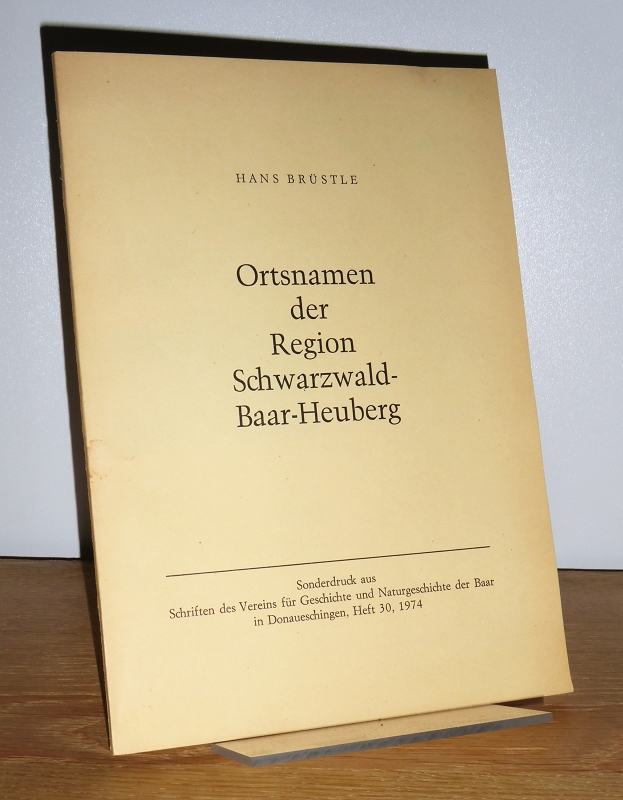 HANS BRÜSTLE
Ortsnamen
der
Region
Schwarzwald-
Baar-Heuberg
Sonderdruck aus
Schriften des Vereins für Geschichte und Naturgeschichte der Baar
in Donaueschingen, Heft 30, 1974